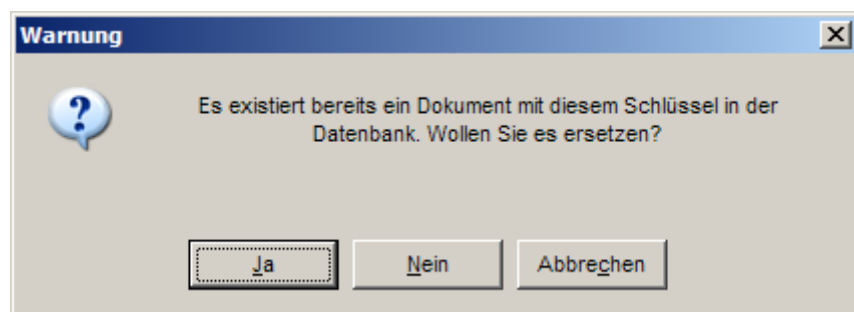 Warnung
Es existiert bereits ein Dokument mit diesem Schlüssel in der
Datenbank. Wollen Sie es ersetzen?
Ja Nein Abbrechen